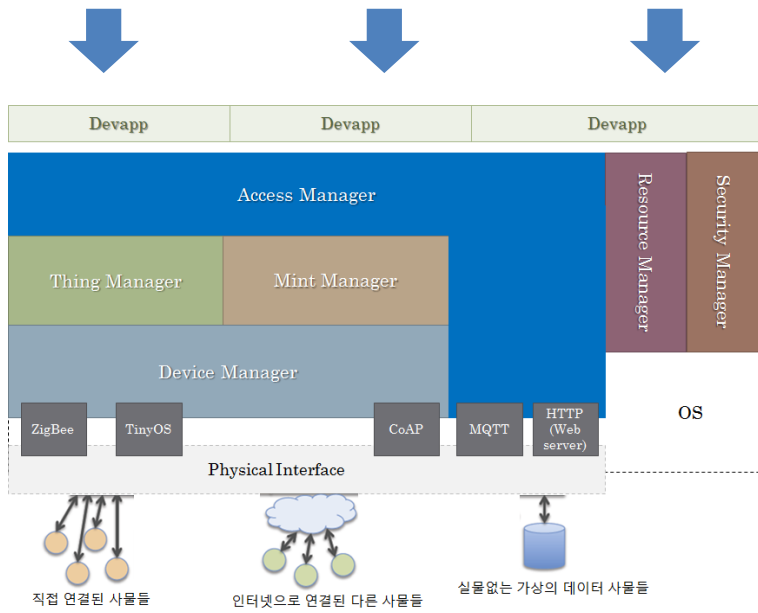 Devapp
Devapp
Devapp
Access Manager
Resource Manager
Security Manager
Thing Manager
Mint Manager
Device Manager
OS
ZigBee
TinyOS
CoAP
MQTT
HTTP
(Web
server)
Physical Interface
직접 연결된 사물들
인터넷으로 연결된 다른 사물들
실물없는 가상의 데이터 사물들